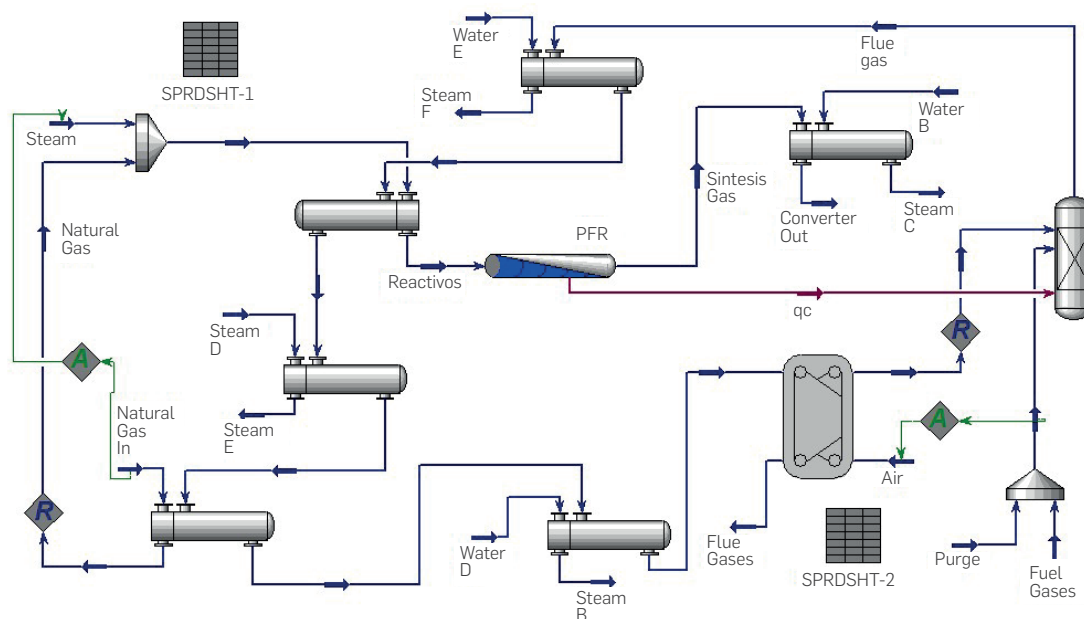 Water
E
Flue
gas
SPRDSHT-1
Steam
F
Water
B
Steam
Sintesis
Gas
Converter
Out
Steam
C
Natural
Gas
PFR
Reactivos
qc
Steam
D
R
A
Natural
Gas
In
Steam
E
A
Air
R
Water
D
Flue
Gases
SPRDSHT-2
Purge
Fuel
Gases
Steam
B